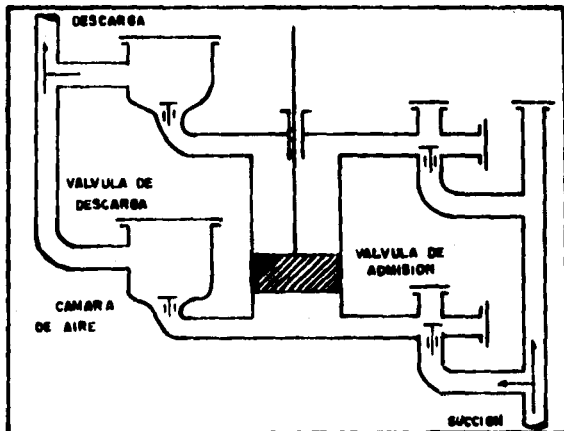 DESCARGA
VALVULA DE
DESCARGA
VALVULA DE
ADMISION
CAMARA
DE AIRE
SUCCION